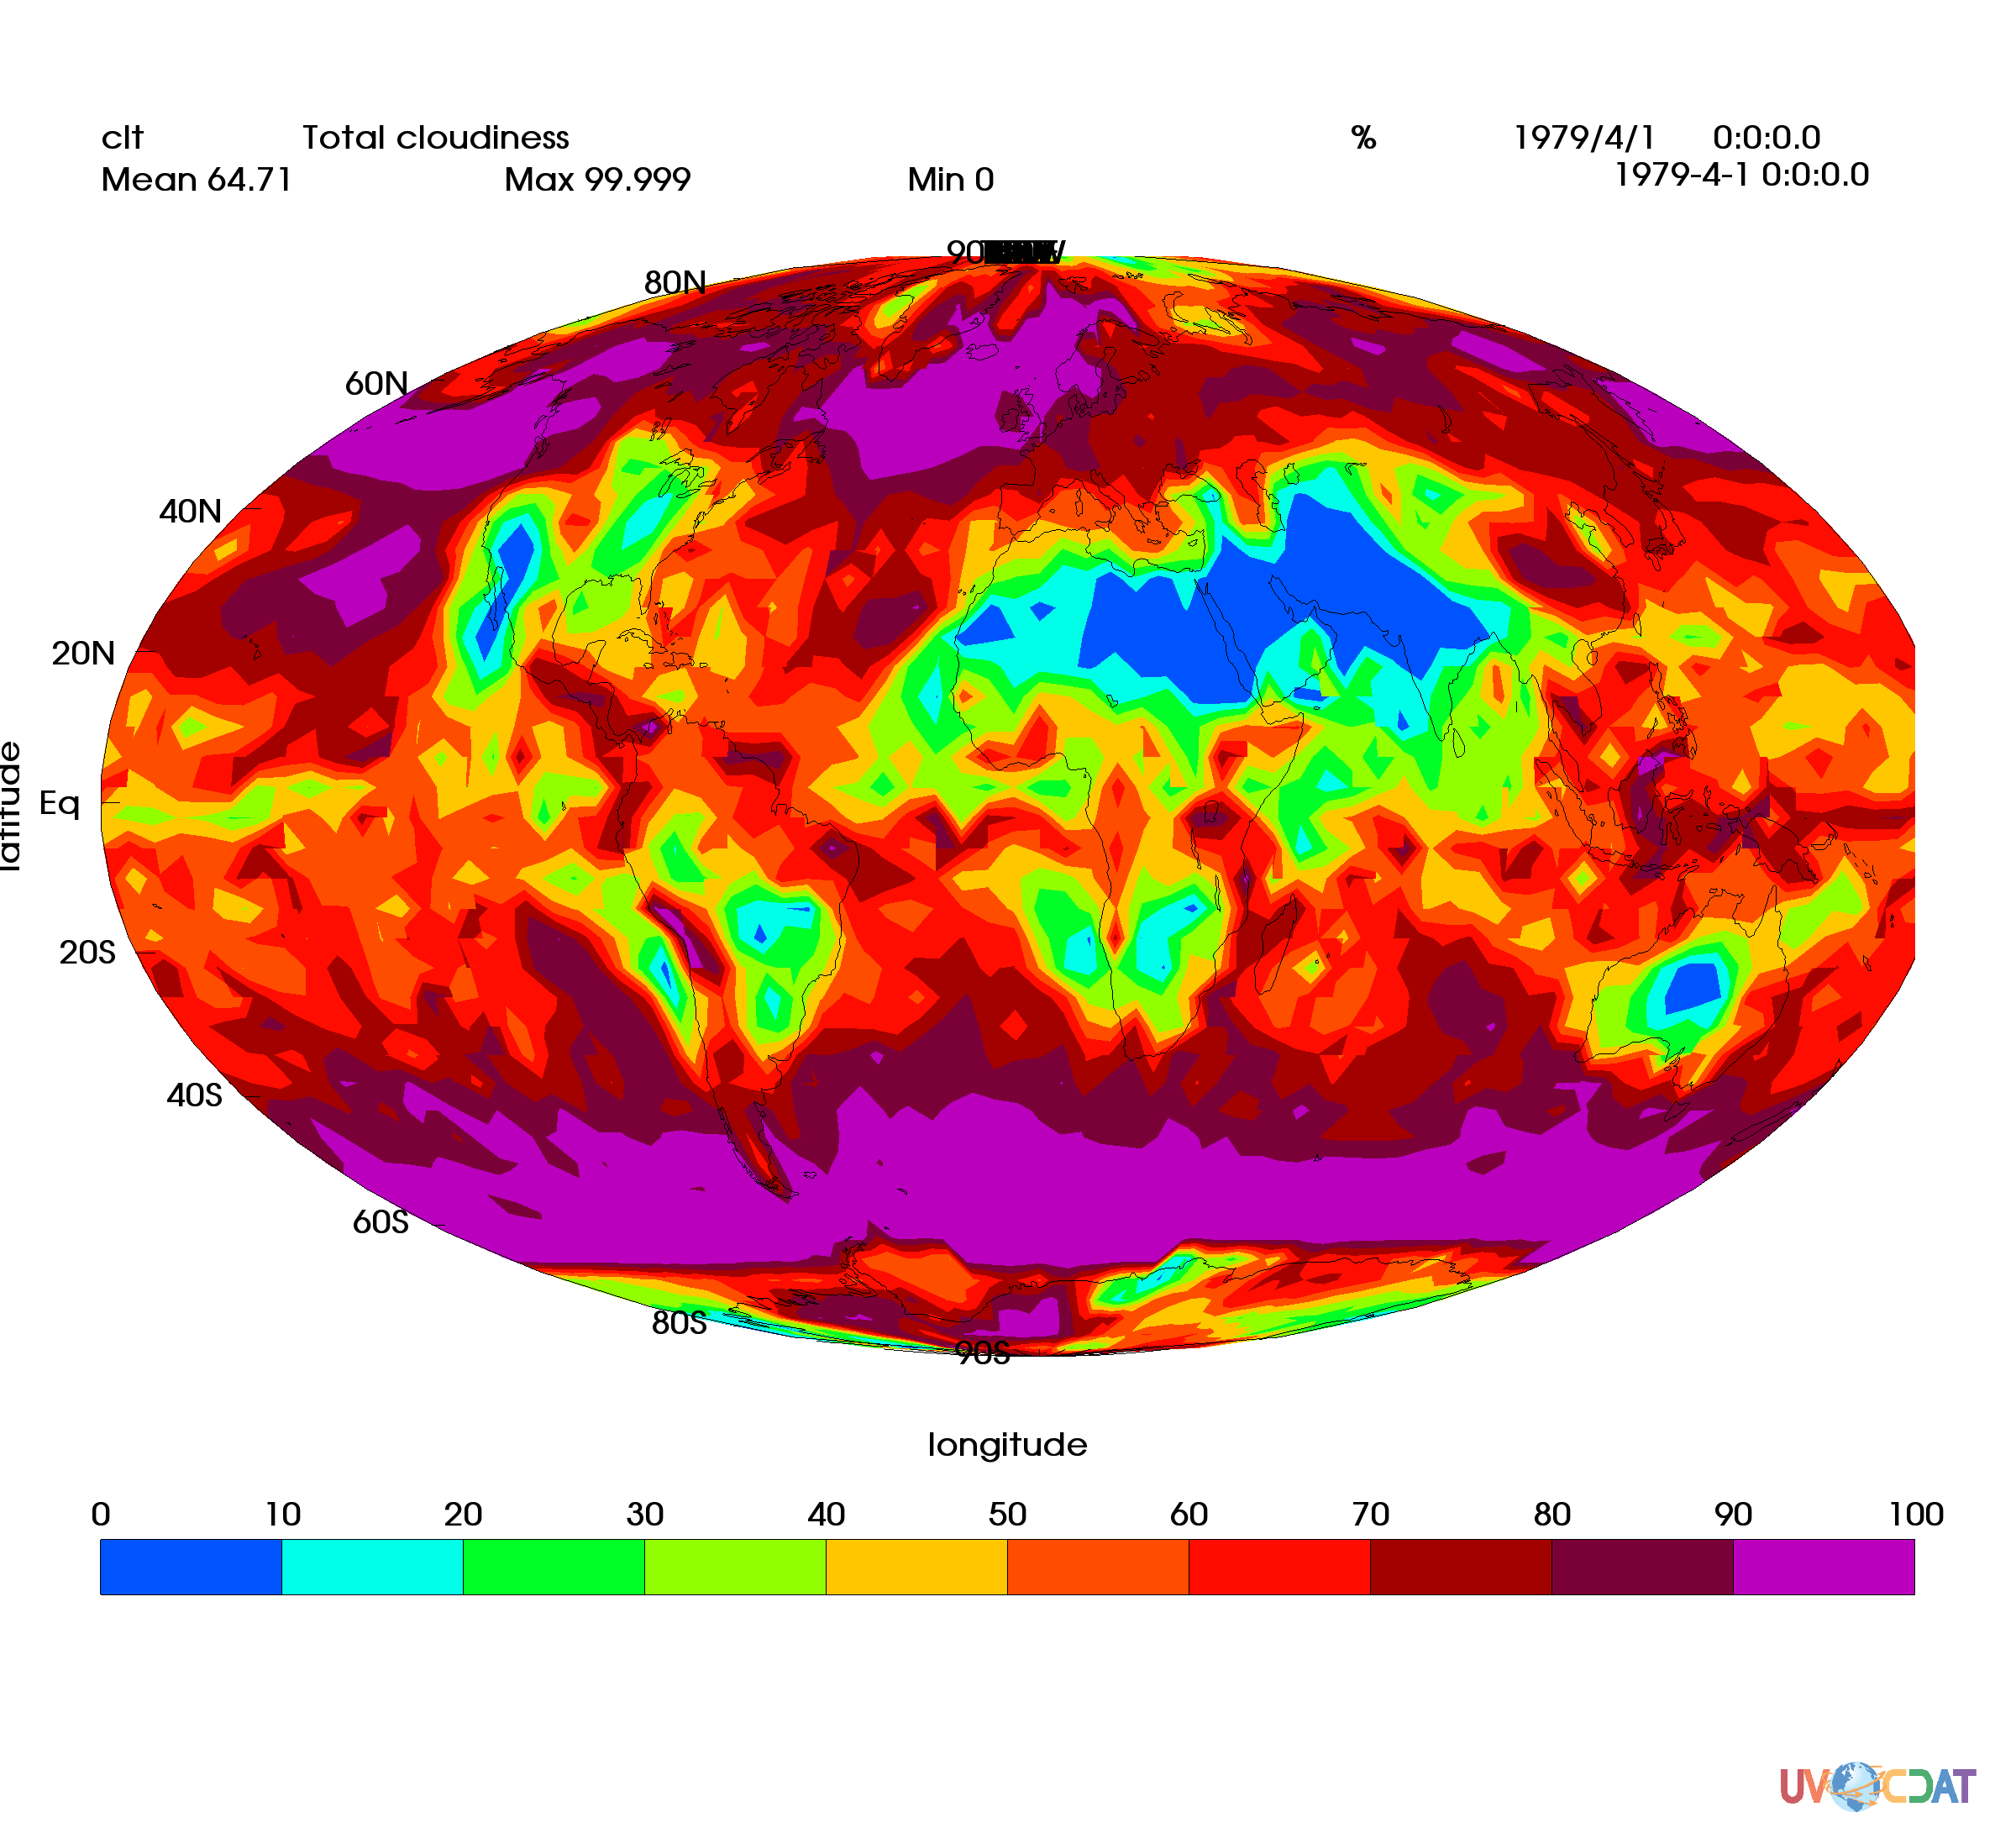 clt Total cloudiness % 1979/4/1 0:0:0.0
Mean 64.71 Max 99.999 Min 0 1979-4-1 0:0:0.0
80N
60N
40N
20N
latitude
Eq
20S
40S
60S
80S
90S
longitude
0 10 20 30 40 50 60 70 80 90 100
UV CDAT